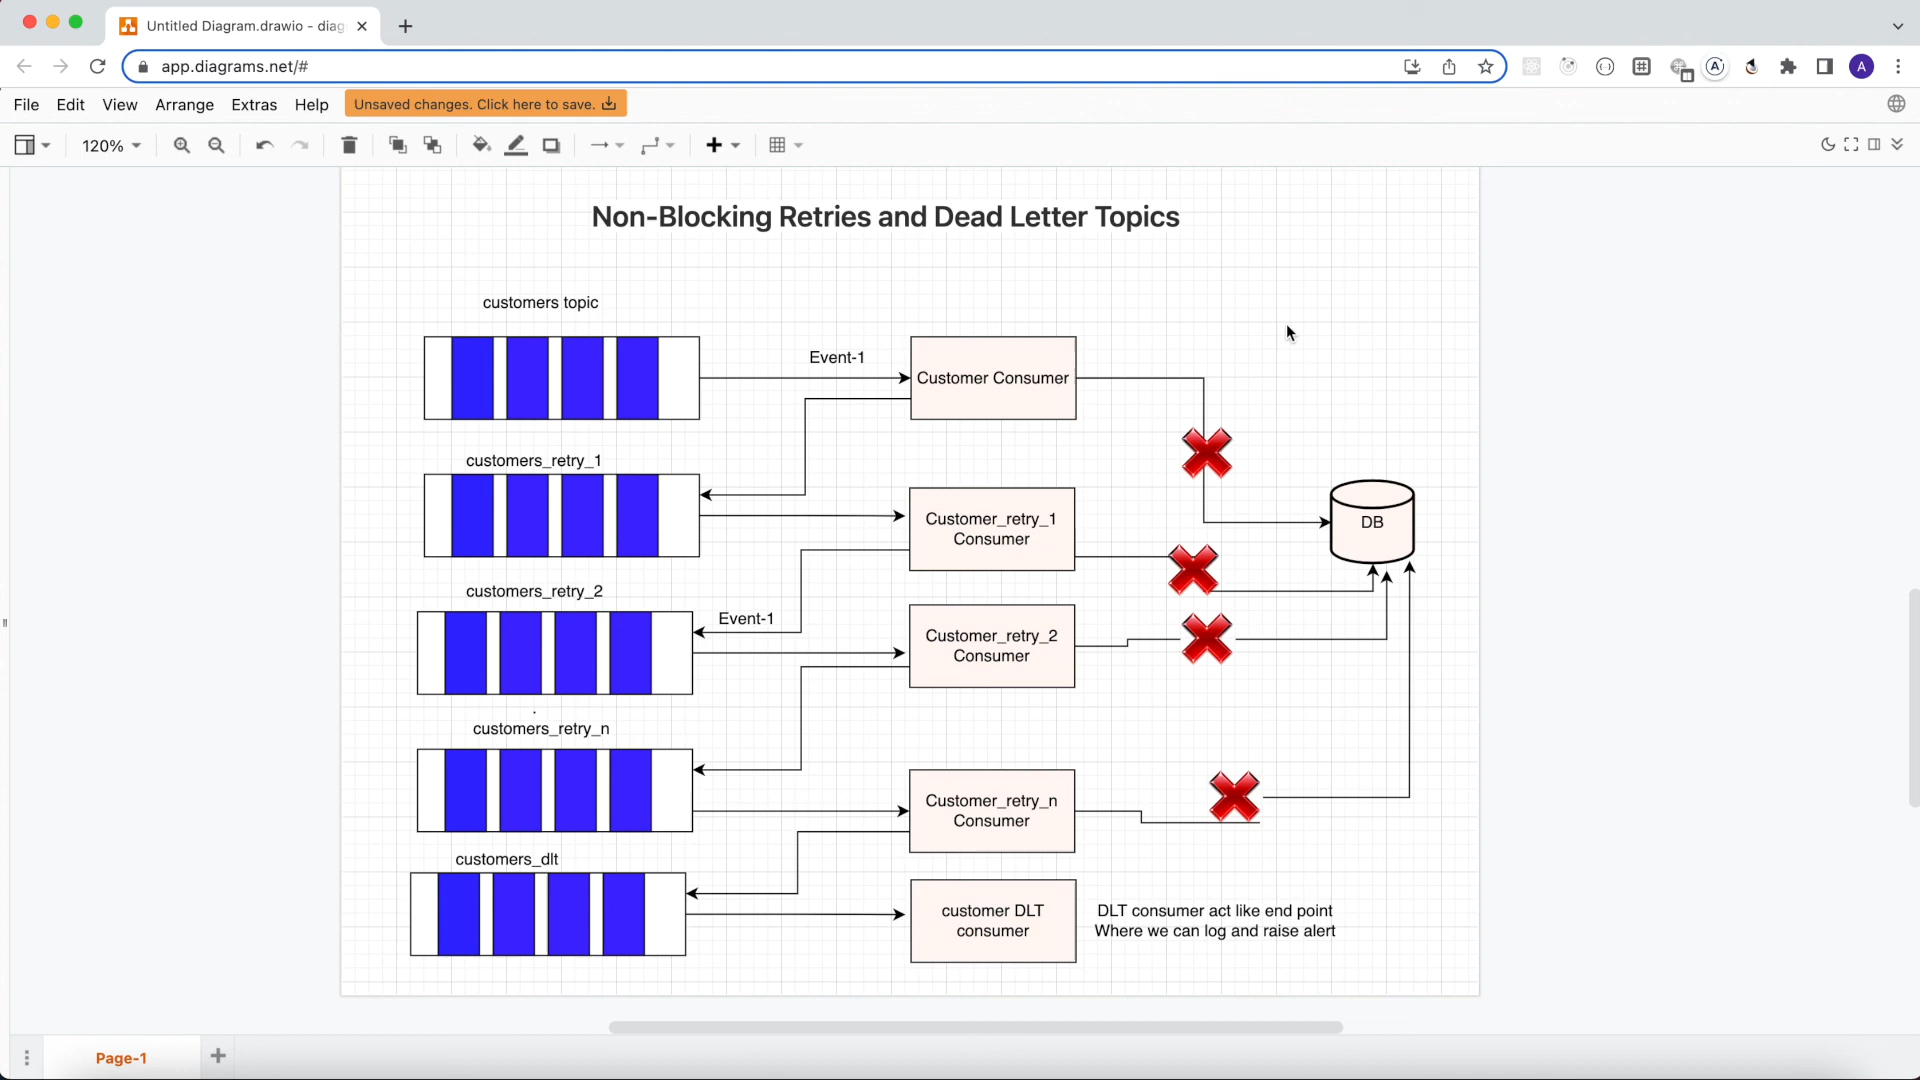 Untitled Diagram.drawio - diag
app.diagrams.net/#
A
A
File Edit View Arrange Extras Help Unsaved changes. Click here to save.
120%
Non-Blocking Retries and Dead Letter Topics
customers topic
Event-1
Customer Consumer
customers_retry_1
Customer_retry_1
Consumer
DB
customers_retry_2
Event-1
Customer_retry_2
Consumer
customers_retry_n
Customer_retry_n
Consumer
customers_dlt
customer DLT
consumer
DLT consumer act like end point
Where we can log and raise alert
Page-1